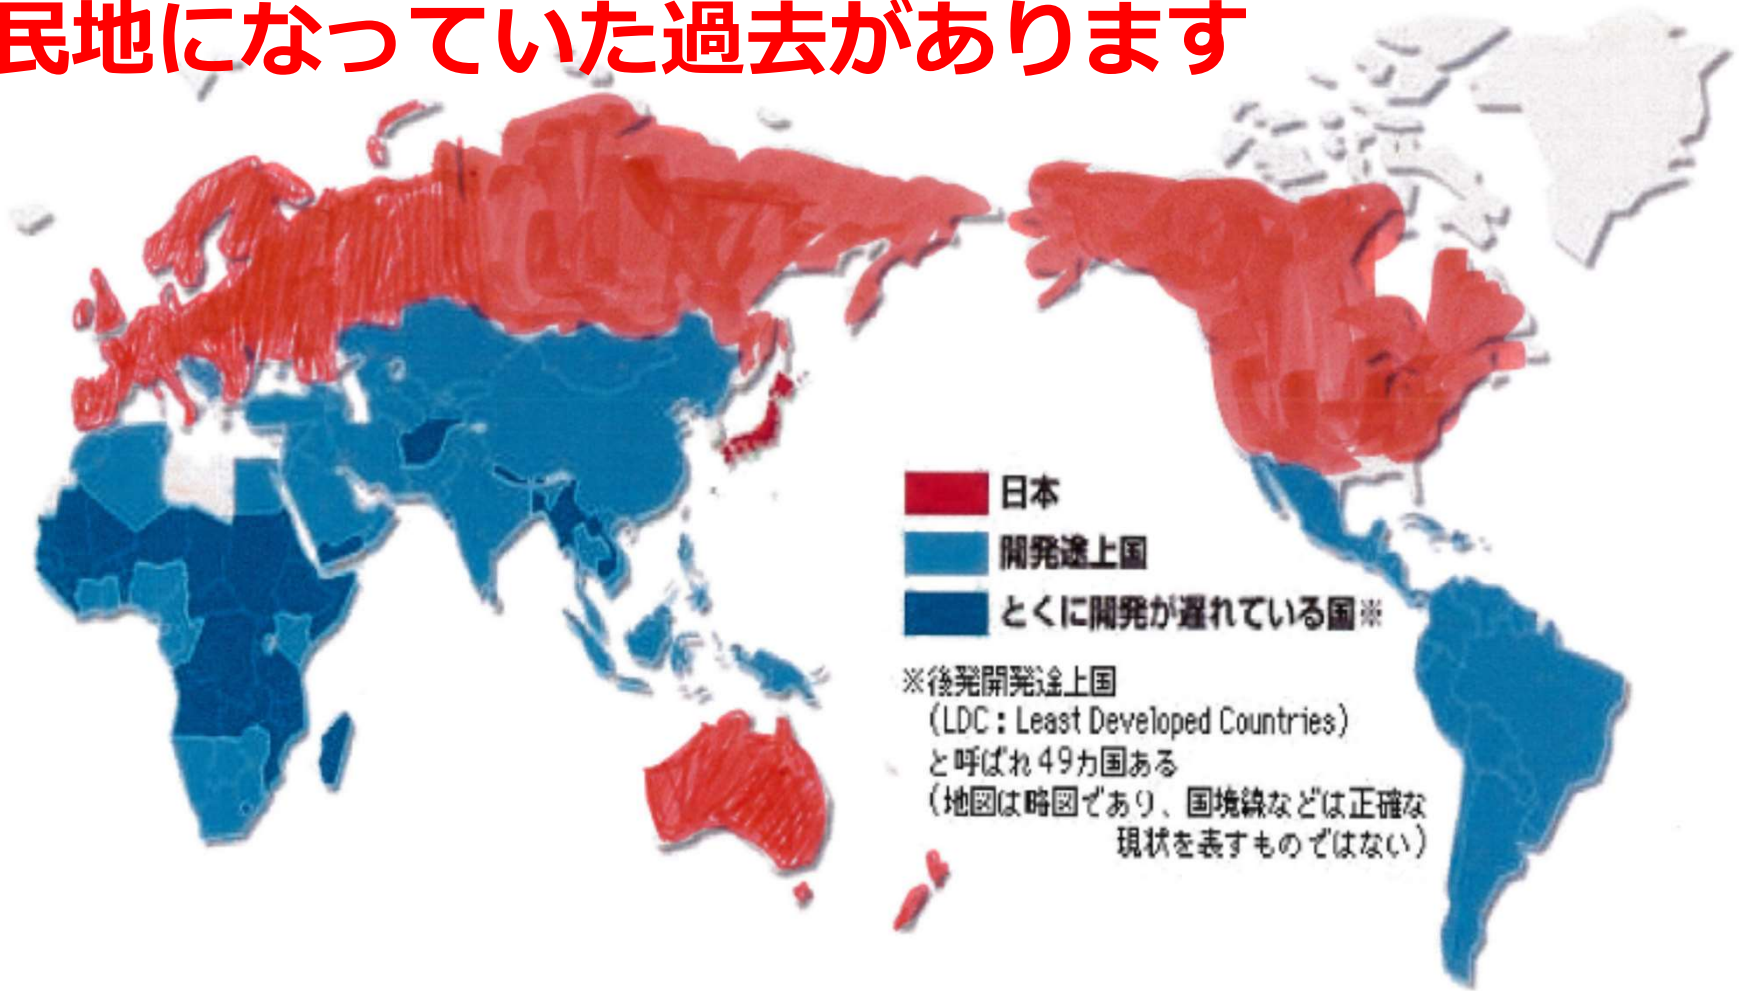 民地になっていた過去があります
日本
開発途上国
とくに開発が遅れている国※
※後発開発途上国
(LDC：Least Developed Countries)
と呼ばれ49カ国ある
(地図は略図であり、国境線などは正確な
現状を表すものではない)